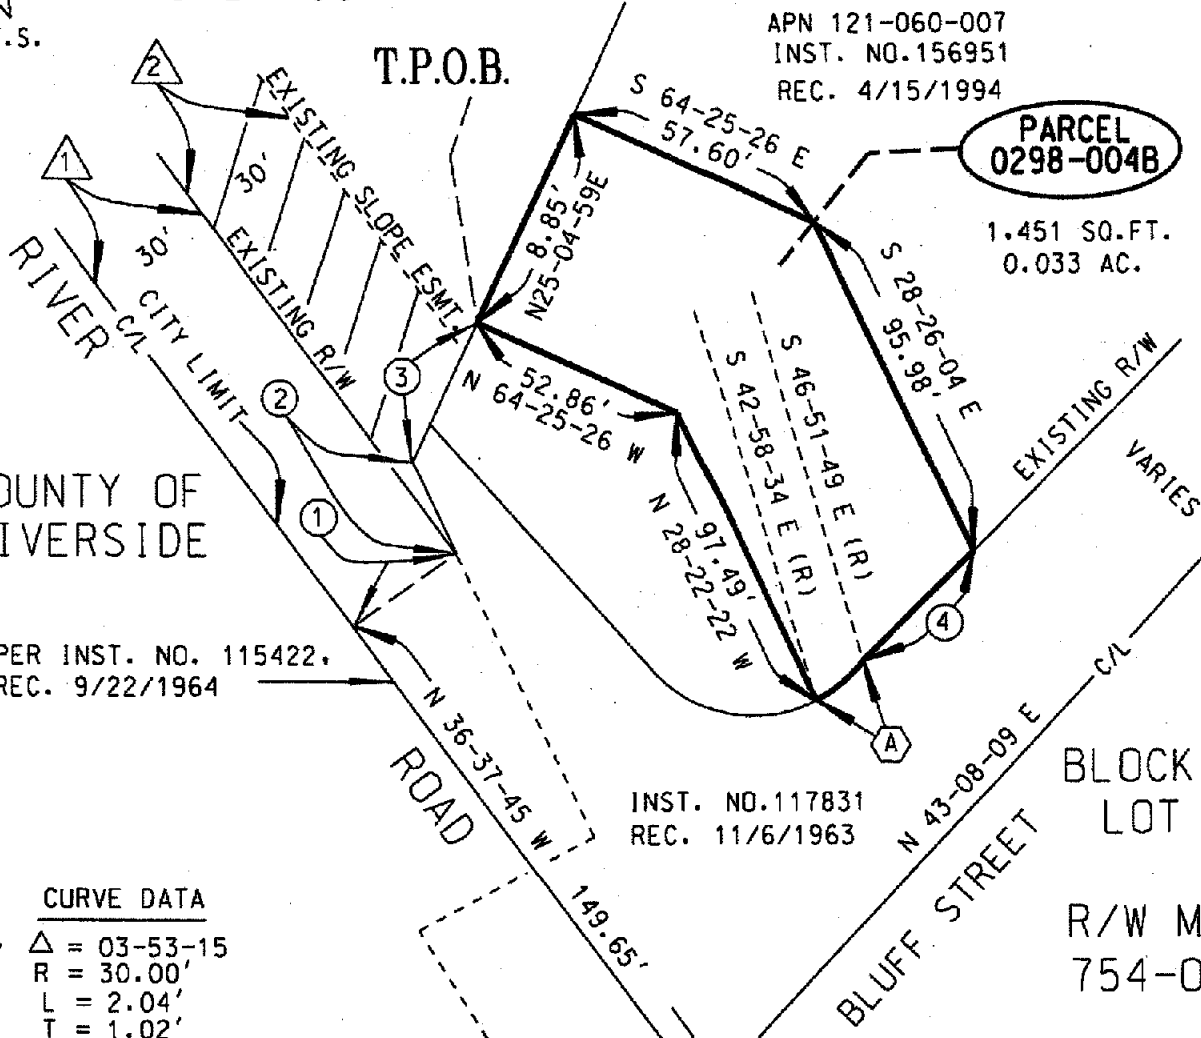 N
.S.
T.P.O.B.
APN 121-060-007
INST. NO.156951
REC. 4/15/1994
PARCEL
0298-004B
1.451 SQ.FT.
0.033 AC.
2
1
EXISTING SLOPE ESMT.
30'
30'
EXISTING R/W
RIVER
C/L
CITY LIMIT
S 64-25-26 E
57.60'
8.85'
N25-04-59E
S 28-26-04 E
95.98'
52.86'
N 64-25-26 W
S 46-51-49 E (R)
S 42-58-34 E (R)
97.49'
N 28-22-22 W
EXISTING R/W
VARIES
3
2
1
4
A
OUNTY OF
IVERSIDE
PER INST. NO. 115422,
REC. 9/22/1964
N 36-37-45 W
149.65'
ROAD
INST. NO.117831
REC. 11/6/1963
N 43-08-09 E
C/L
BLUFF STREET
BLOCK
LOT
R/W M
754-0
CURVE DATA
△ = 03-53-15
R = 30.00'
L = 2.04'
T = 1.02'